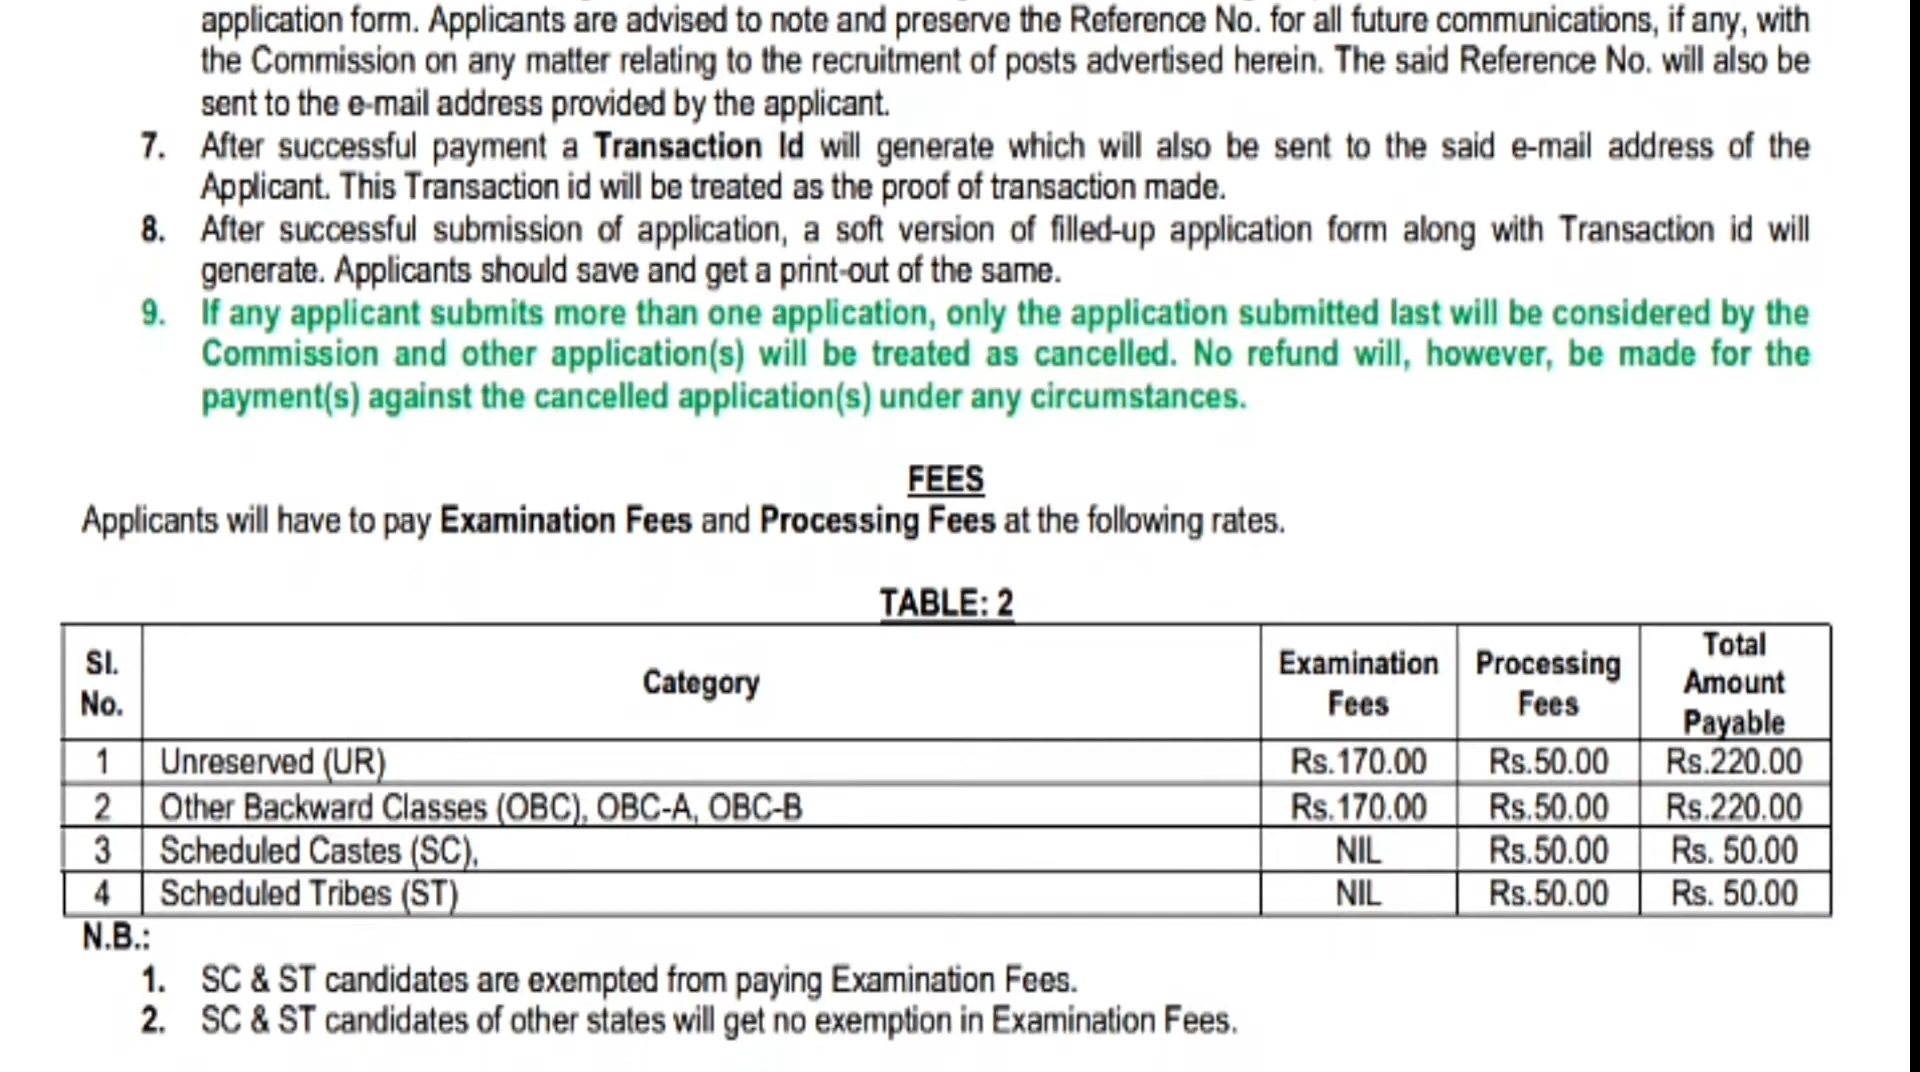 application form. Applicants are advised to note and preserve the Reference No. for all future communications, if any, with
the Commission on any matter relating to the recruitment of posts advertised herein. The said Reference No. will also be
sent to the e-mail address provided by the applicant.
7. After successful payment a Transaction Id will generate which will also be sent to the said e-mail address of the
Applicant. This Transaction id will be treated as the proof of transaction made.
8. After successful submission of application, a soft version of filled-up application form along with Transaction id will
generate. Applicants should save and get a print-out of the same.
9. If any applicant submits more than one application, only the application submitted last will be considered by the
Commission and other application(s) will be treated as cancelled. No refund will, however, be made for the
payment(s) against the cancelled application(s) under any circumstances.
FEES
Applicants will have to pay Examination Fees and Processing Fees at the following rates.
TABLE: 2
Sl. No. Category Examination Fees Processing Fees Total Amount Payable
1 Unreserved (UR) Rs.170.00 Rs.50.00 Rs.220.00
2 Other Backward Classes (OBC), OBC-A, OBC-B Rs.170.00 Rs.50.00 Rs.220.00
3 Scheduled Castes (SC), NIL Rs.50.00 Rs. 50.00
4 Scheduled Tribes (ST) NIL Rs.50.00 Rs. 50.00
N.B.:
1. SC & ST candidates are exempted from paying Examination Fees.
2. SC & ST candidates of other states will get no exemption in Examination Fees.